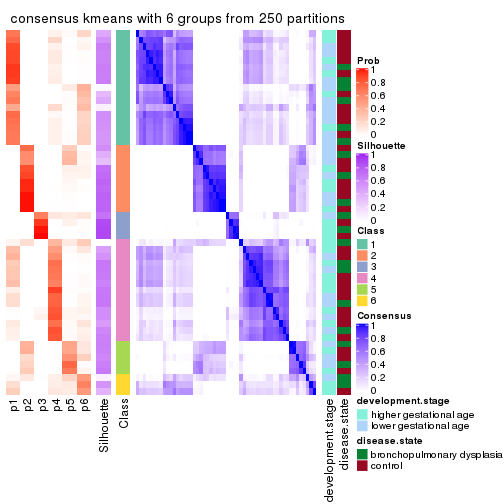 consensus kmeans with 6 groups from 250 partitions
Prob
1
0.8
0.6
0.4
0.2
0
Silhouette
1
0.8
0.6
0.4
0.2
0
Class
1
2
3
4
5
6
Consensus
1
0.8
0.6
0.4
0.2
0
development.stage
higher gestational age
lower gestational age
disease.state
bronchopulmonary dysplasia
control
p1
p2
p3
p4
p5
p6
Silhouette
Class
development.stage
disease.state